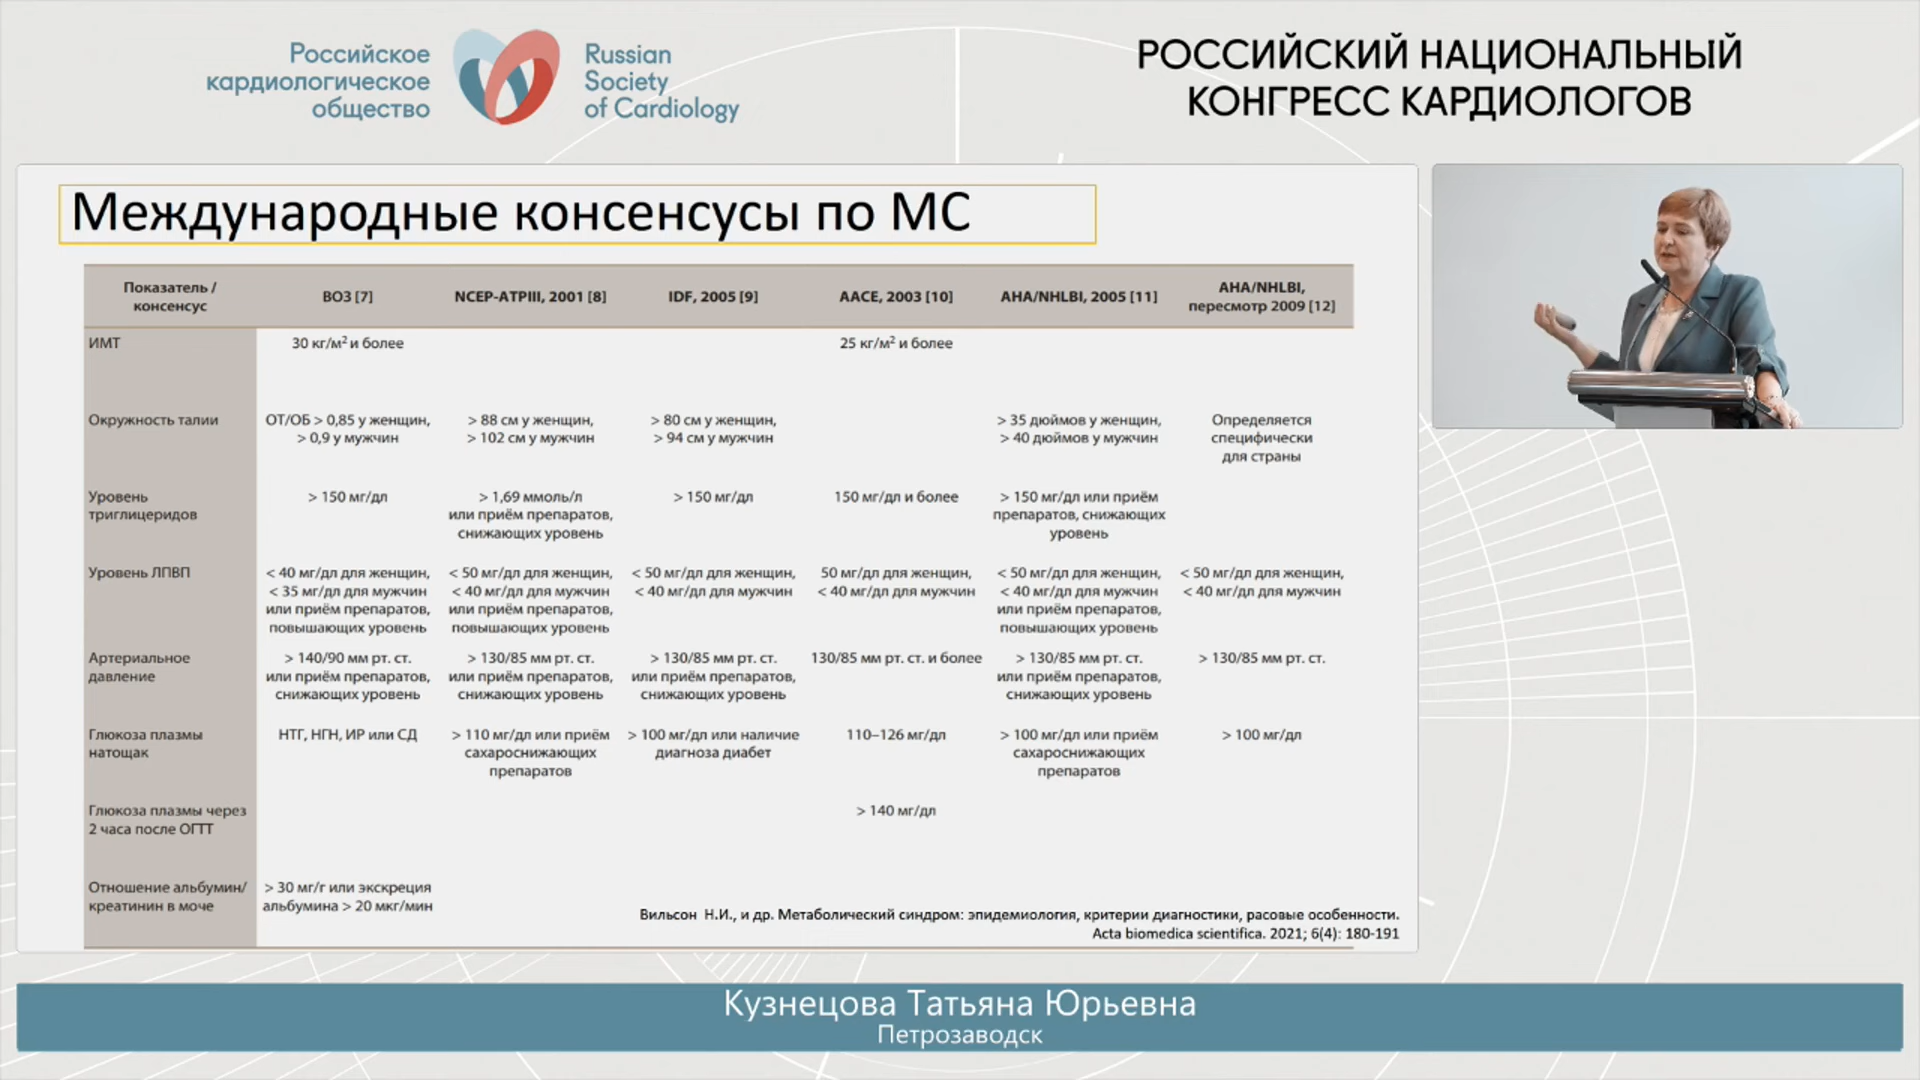 Российское
кардиологическое
общество
Russian
Society
of Cardiology
РОССИЙСКИЙ НАЦИОНАЛЬНЫЙ
КОНГРЕСС КАРДИОЛОГОВ
Международные консенсусы по МС
Показатель /
консенсус
ВОЗ [7]
NCEP-ATPIII, 2001 [8]
IDF, 2005 [9]
AACE, 2003 [10]
AHA/NHLBI, 2005 [11]
AHA/NHLBI,
пересмотр 2009 [12]
ИМТ
30 кг/м² и более
25 кг/м² и более
Окружность талии
ОТ/ОБ > 0,85 у женщин,
> 0,9 у мужчин
> 88 см у женщин,
> 102 см у мужчин
> 80 см у женщин,
> 94 см у мужчин
> 35 дюймов у женщин,
> 40 дюймов у мужчин
Определяется
специфически
для страны
Уровень
триглицеридов
> 150 мг/дл
> 1,69 ммоль/л
или приём препаратов,
снижающих уровень
> 150 мг/дл
150 мг/дл и более
> 150 мг/дл или приём
препаратов, снижающих
уровень
Уровень ЛПВП
< 40 мг/дл для женщин,
< 35 мг/дл для мужчин
или приём препаратов,
повышающих уровень
< 50 мг/дл для женщин,
< 40 мг/дл для мужчин
или приём препаратов,
повышающих уровень
< 50 мг/дл для женщин,
< 40 мг/дл для мужчин
50 мг/дл для женщин,
< 40 мг/дл для мужчин
< 50 мг/дл для женщин,
< 40 мг/дл для мужчин
или приём препаратов,
повышающих уровень
< 50 мг/дл для женщин,
< 40 мг/дл для мужчин
Артериальное
давление
> 140/90 мм рт. ст.
или приём препаратов,
снижающих уровень
> 130/85 мм рт. ст.
или приём препаратов,
снижающих уровень
> 130/85 мм рт. ст.
или приём препаратов,
снижающих уровень
130/85 мм рт. ст. и более
> 130/85 мм рт. ст.
или приём препаратов,
снижающих уровень
> 130/85 мм рт. ст.
Глюкоза плазмы
натощак
НТГ, НГН, ИР или СД
> 110 мг/дл или приём
сахароснижающих
препаратов
> 100 мг/дл или наличие
диагноза диабет
110–126 мг/дл
> 100 мг/дл или приём
сахароснижающих
препаратов
> 100 мг/дл
Глюкоза плазмы через
2 часа после ОГТТ
> 140 мг/дл
Отношение альбумин/
креатинин в моче
> 30 мг/г или экскреция
альбумина > 20 мкг/мин
Вильсон Н.И., и др. Метаболический синдром: эпидемиология, критерии диагностики, расовые особенности.
Acta biomedica scientifica. 2021; 6(4): 180-191
Кузнецова Татьяна Юрьевна
Петрозаводск